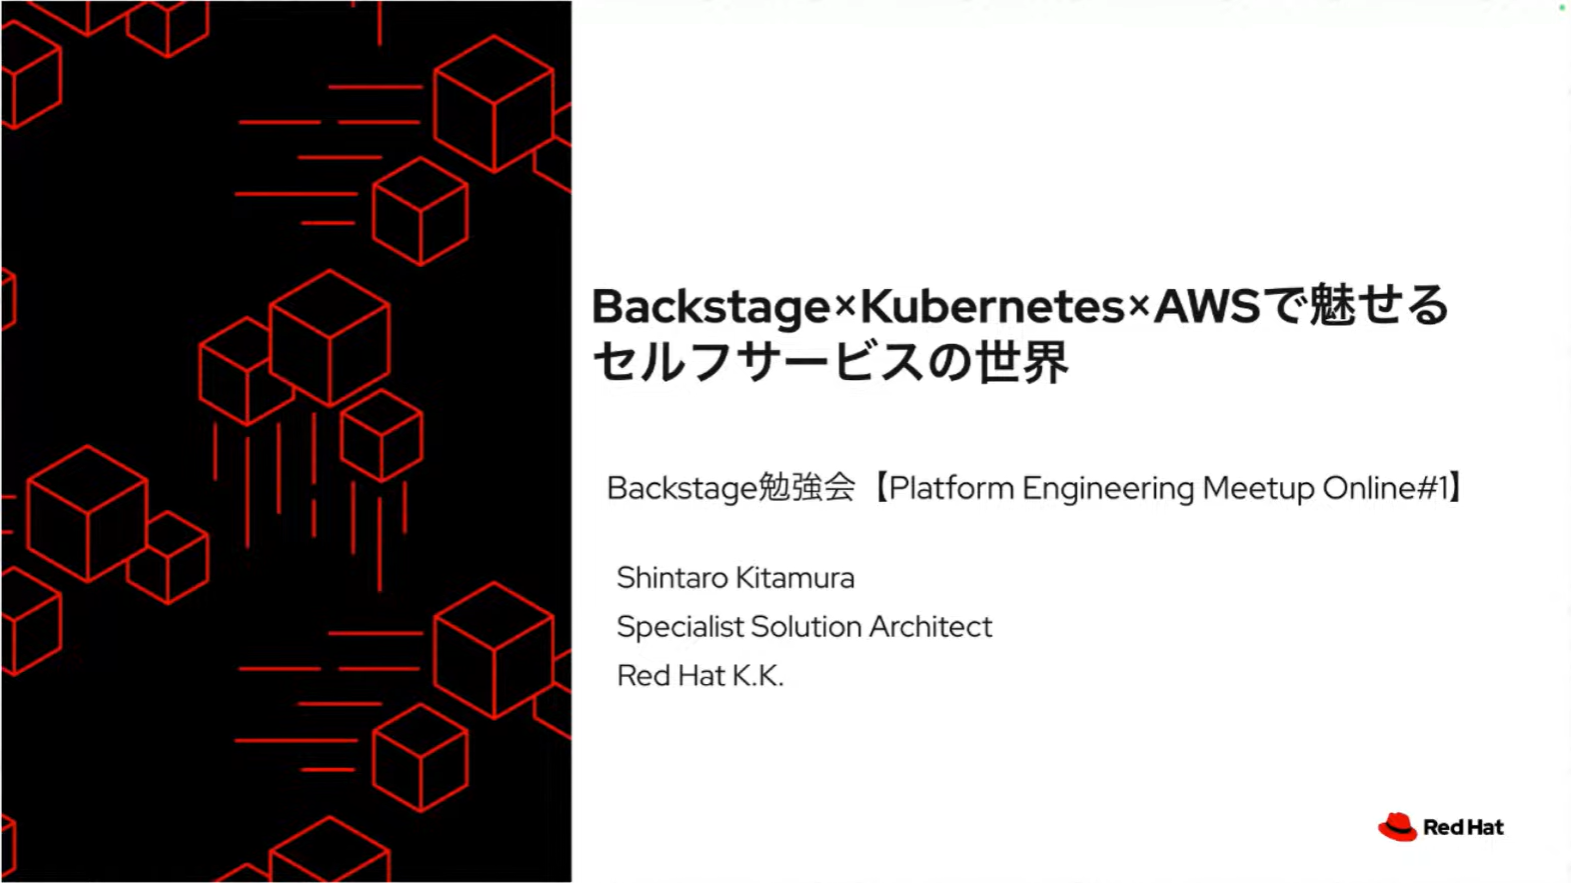 Backstage×Kubernetes×AWSで魅せる
セルフサービスの世界
Backstage勉強会【Platform Engineering Meetup Online#1】
Shintaro Kitamura
Specialist Solution Architect
Red Hat K.K.
Red Hat